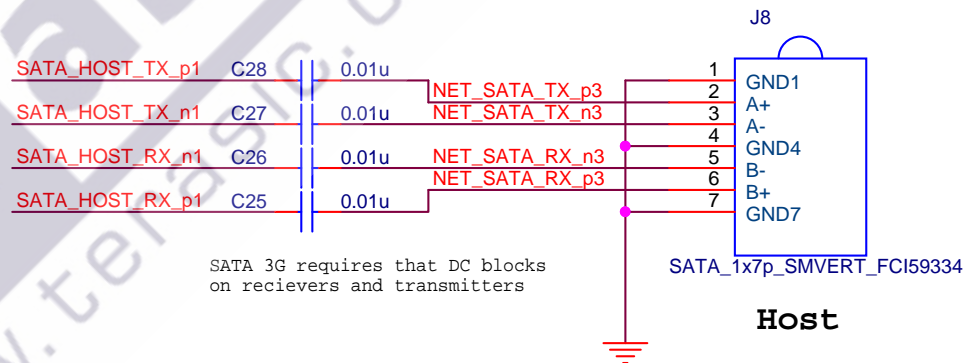 J8
SATA_HOST_TX_p1 C28 0.01u 1 GND1
NET_SATA_TX_p3 2 A+
SATA_HOST_TX_n1 C27 0.01u NET_SATA_TX_n3 3 A-
4 GND4
SATA_HOST_RX_n1 C26 0.01u NET_SATA_RX_n3 5 B-
NET_SATA_RX_p3 6 B+
SATA_HOST_RX_p1 C25 0.01u 7 GND7
SATA 3G requires that DC blocks
on recievers and transmitters
SATA_1x7p_SMVERT_FCI59334
Host
.terasic.